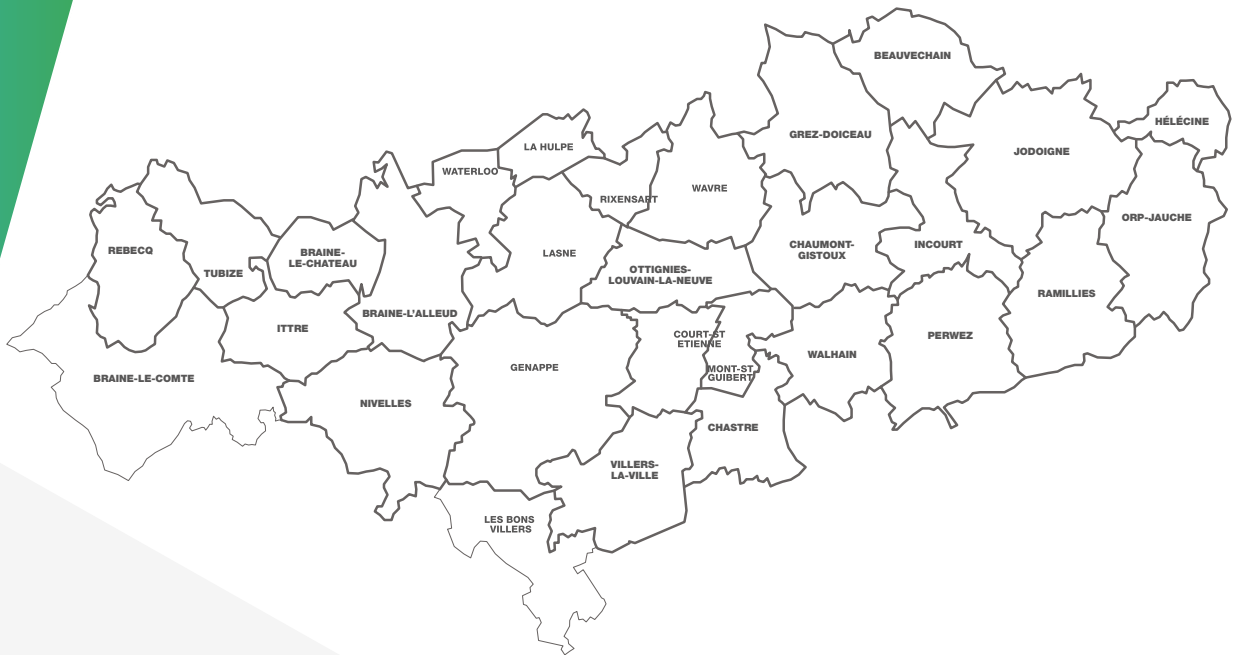 BEAUVECHAIN
HÉLÉCINE
GREZ-DOICEAU
LA HULPE
JODOIGNE
WATERLOO
WAVRE
RIXENSART
ORP-JAUCHE
REBECQ
BRAINE-
LE-CHATEAU
LASNE
CHAUMONT-
GISTOUX
INCOURT
TUBIZE
OTTIGNIES-
LOUVAIN-LA-NEUVE
RAMILLIES
BRAINE-L'ALLEUD
ITTRE
COURT-ST
ETIENNE
PERWEZ
WALHAIN
GENAPPE
MONT-ST
GUIBERT
BRAINE-LE-COMTE
NIVELLES
CHASTRE
VILLERS-
LA-VILLE
LES BONS
VILLERS